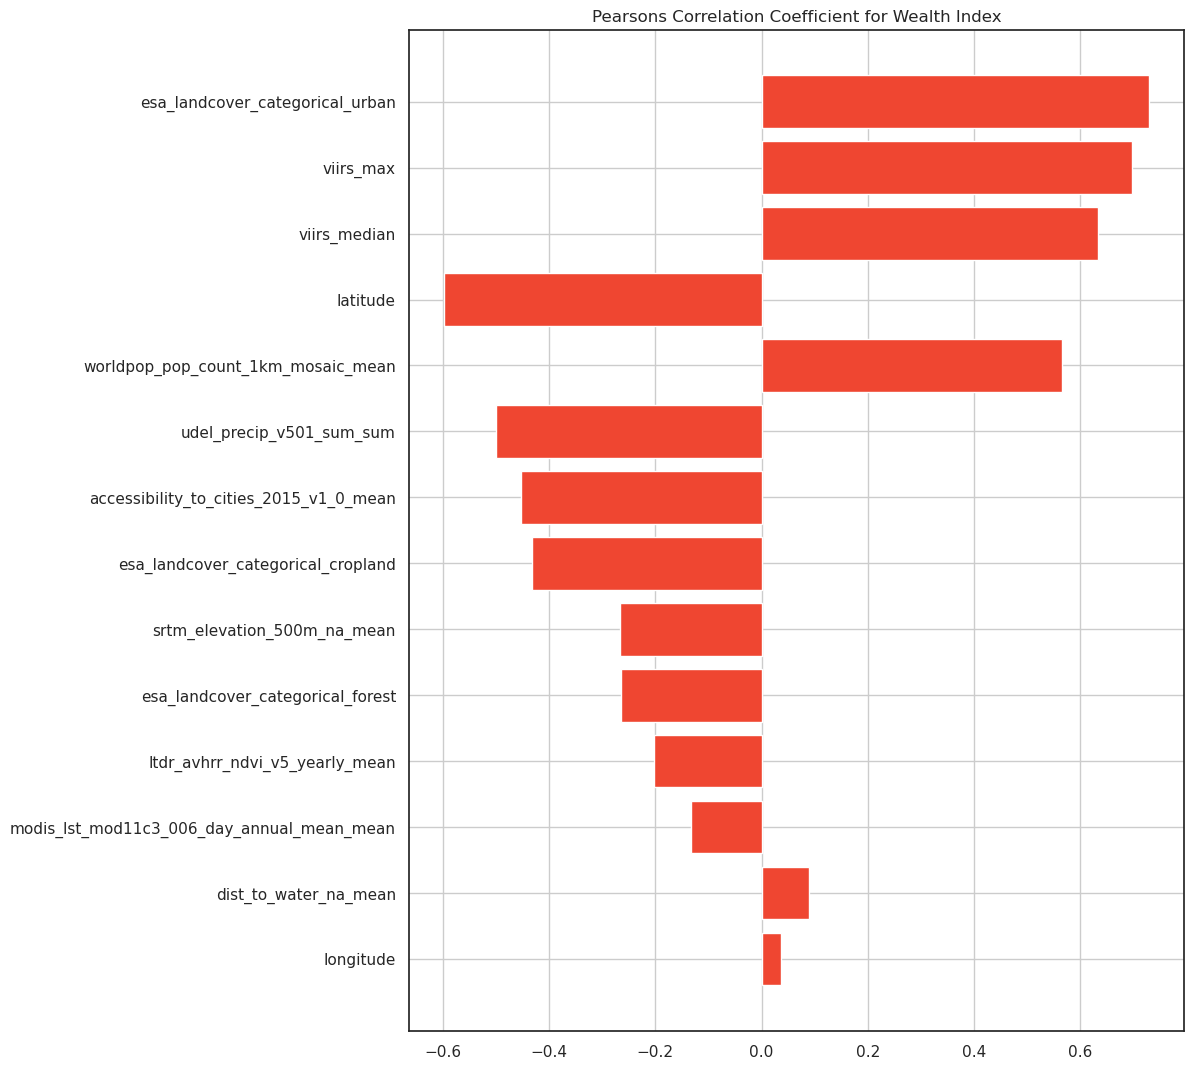 Pearsons Correlation Coefficient for Wealth Index
esa_landcover_categorical_urban
viirs_max
viirs_median
latitude
worldpop_pop_count_1km_mosaic_mean
udel_precip_v501_sum_sum
accessibility_to_cities_2015_v1_0_mean
esa_landcover_categorical_cropland
srtm_elevation_500m_na_mean
esa_landcover_categorical_forest
ltdr_avhrr_ndvi_v5_yearly_mean
modis_lst_mod11c3_006_day_annual_mean_mean
dist_to_water_na_mean
longitude
−0.6 −0.4 −0.2 0.0 0.2 0.4 0.6